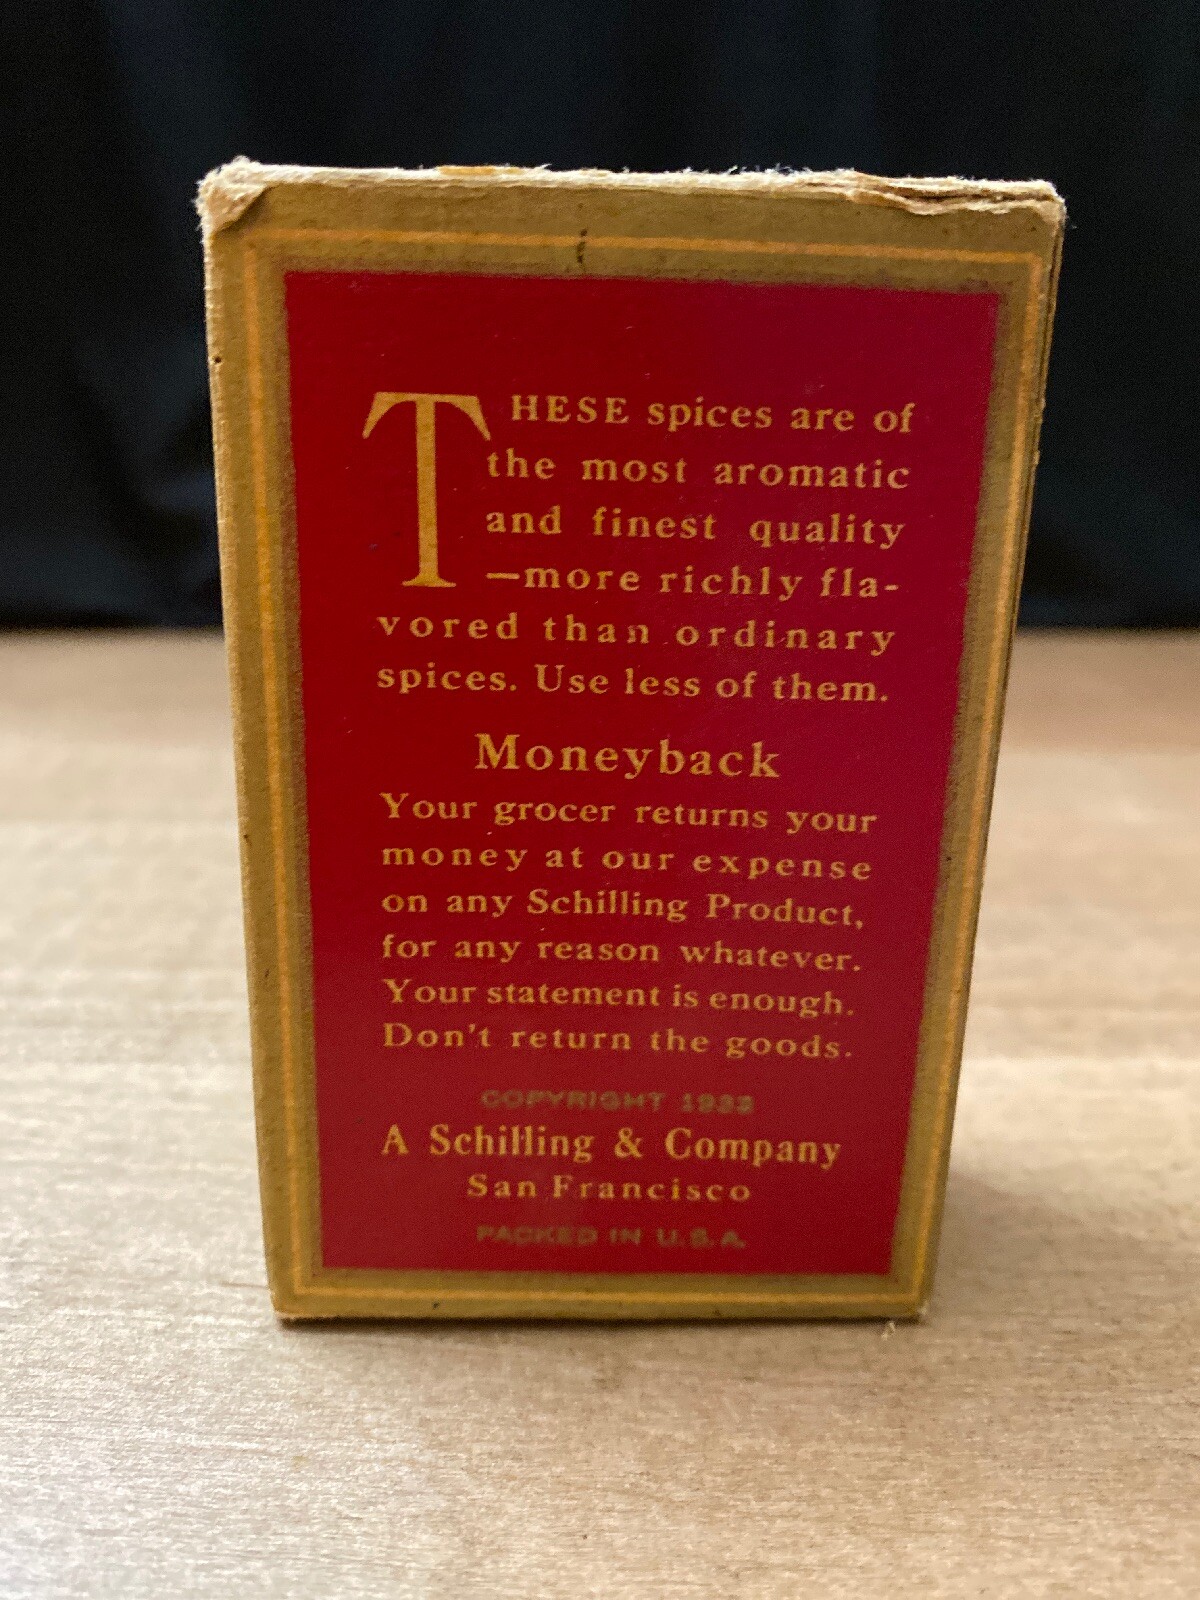 THESE spices are of
the most aromatic
and finest quality
—more richly fla-
vored than ordinary
spices. Use less of them.
Moneyback
Your grocer returns your
money at our expense
on any Schilling Product,
for any reason whatever.
Your statement is enough.
Don't return the goods.
COPYRIGHT
A Schilling & Company
San Francisco
PACKED IN U.S.A.